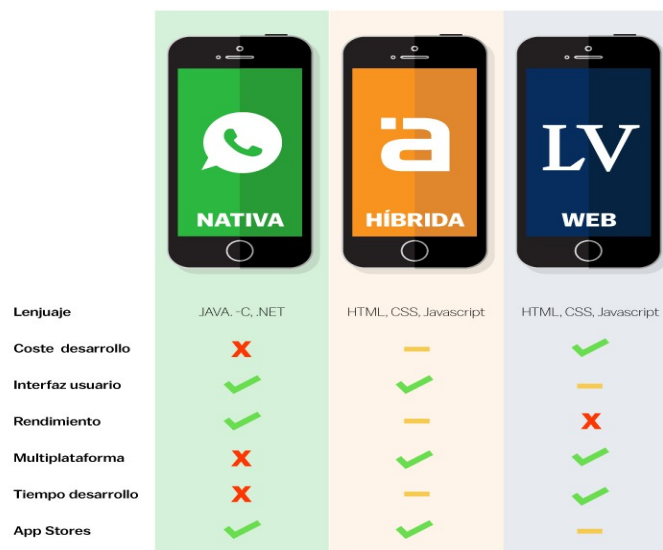 ä
LV
NATIVA
HÍBRIDA
WEB
Lenjuaje
JAVA. -C, .NET
HTML, CSS, Javascript
HTML, CSS, Javascript
Coste desarrollo
Interfaz usuario
Rendimiento
Multiplataforma
Tiempo desarrollo
App Stores